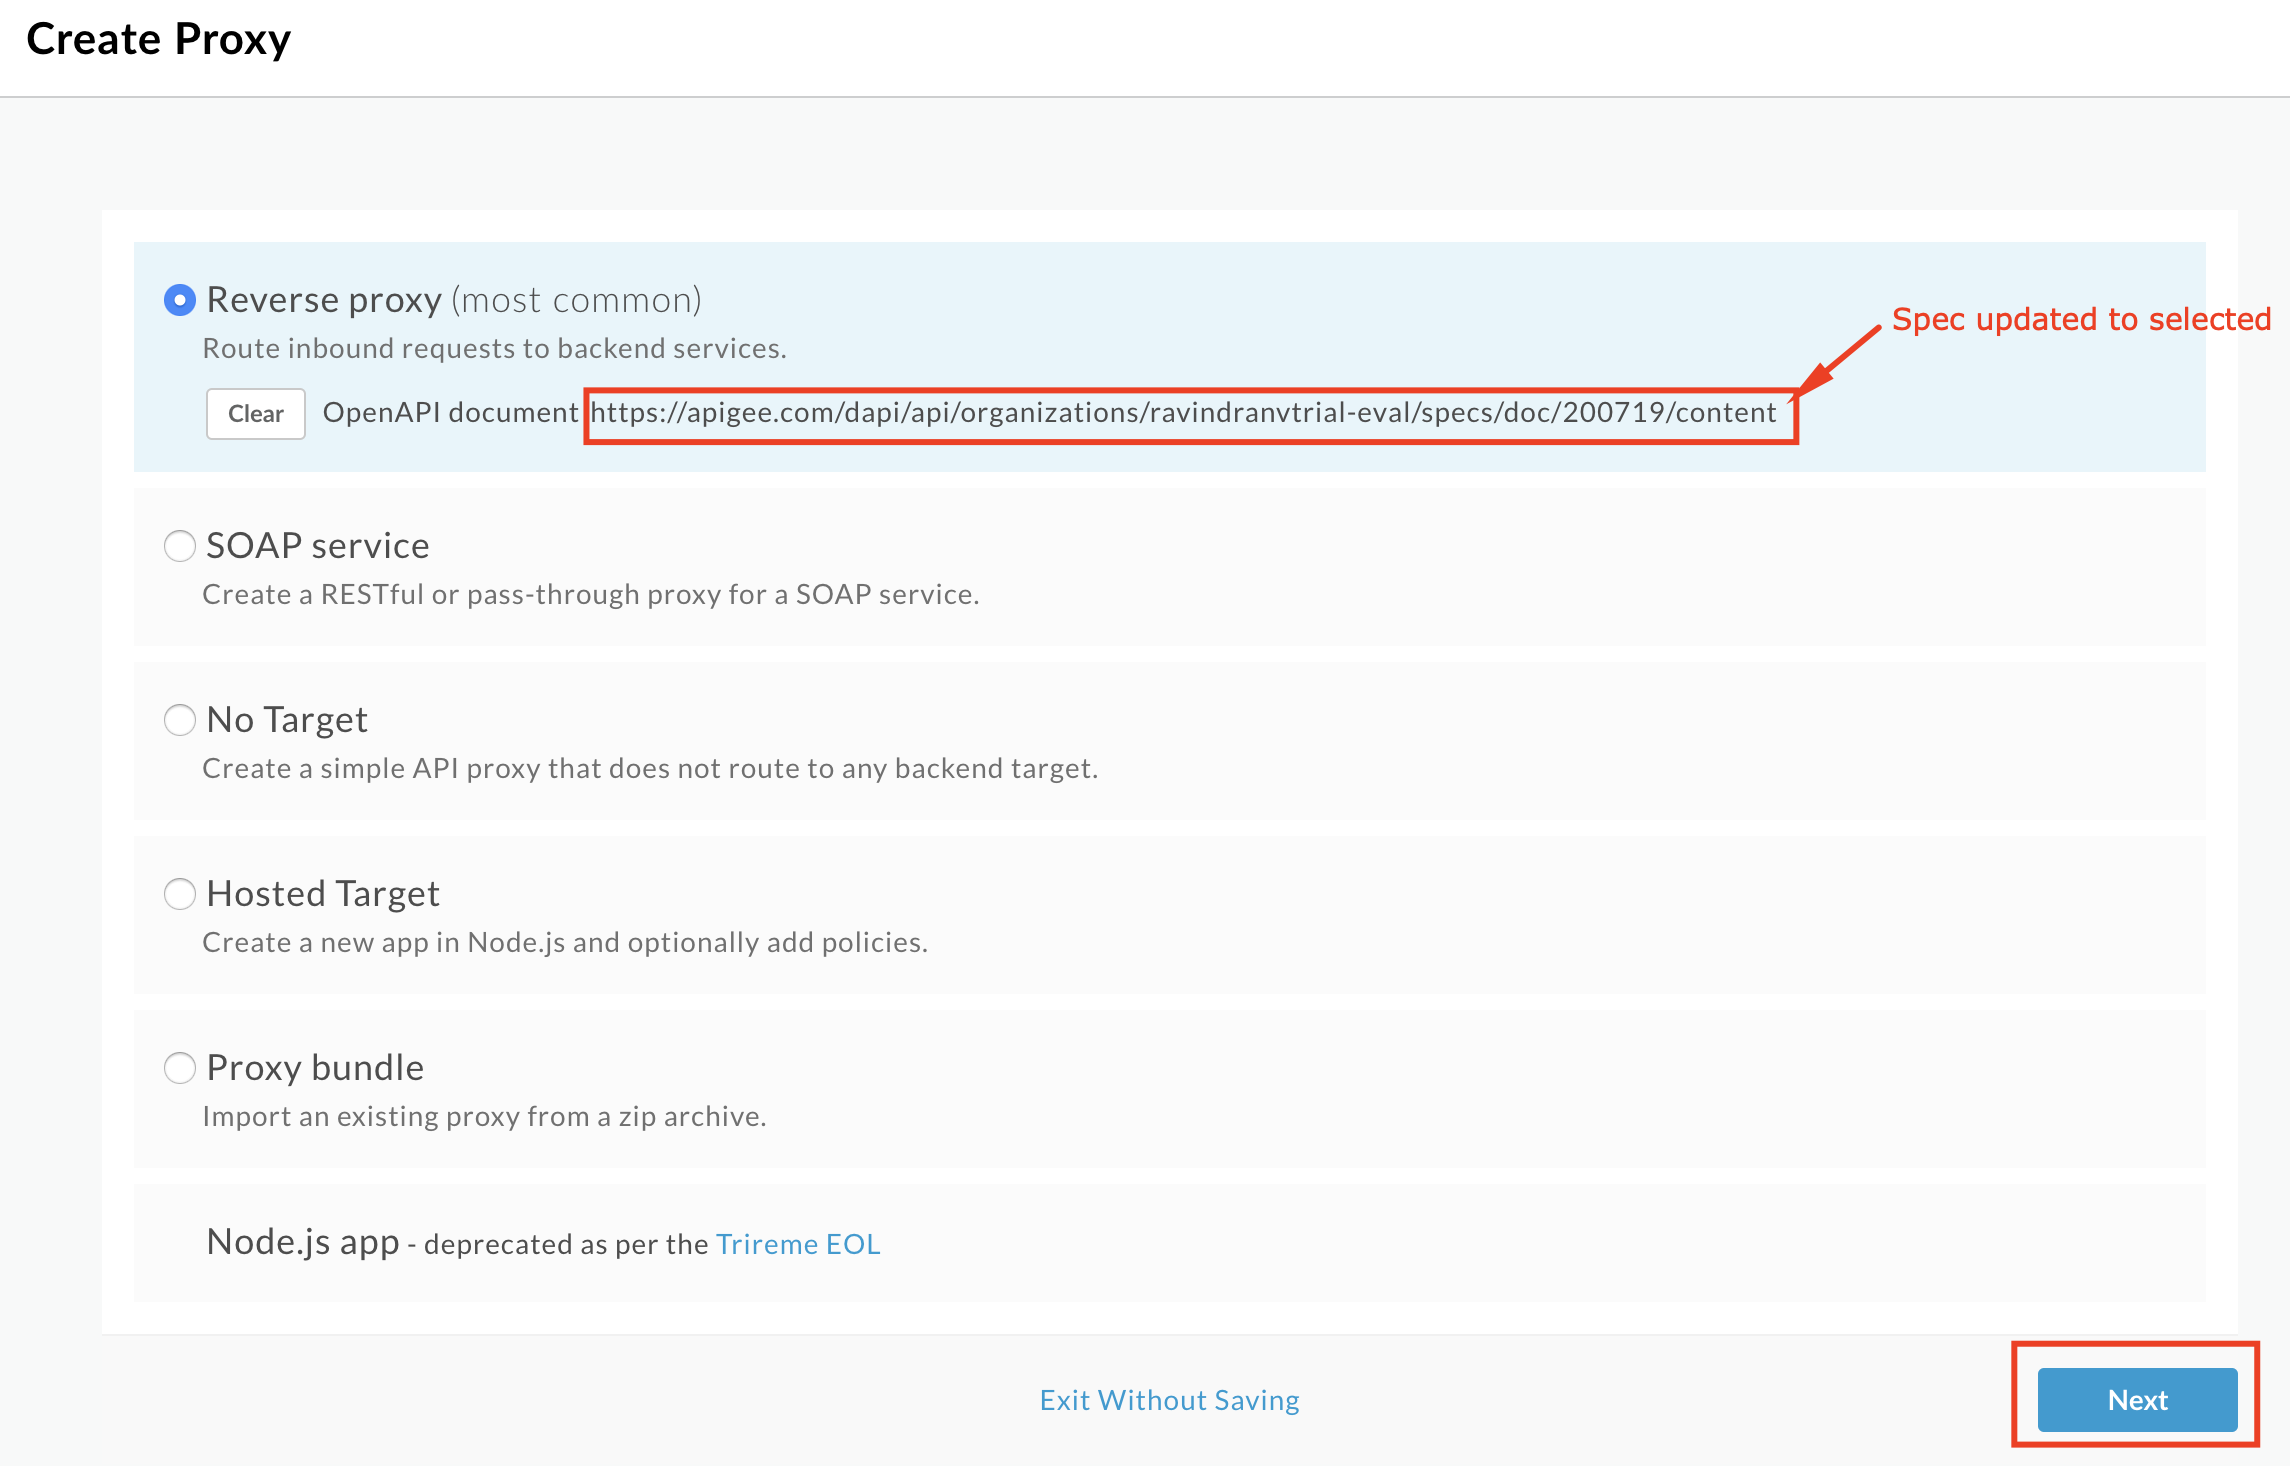 Create Proxy
Reverse proxy (most common)
Spec updated to selected
Route inbound requests to backend services.
Clear OpenAPI document https://apigee.com/dapi/api/organizations/ravindranvtrial-eval/specs/doc/200719/content
SOAP service
Create a RESTful or pass-through proxy for a SOAP service.
No Target
Create a simple API proxy that does not route to any backend target.
Hosted Target
Create a new app in Node.js and optionally add policies.
Proxy bundle
Import an existing proxy from a zip archive.
Node.js app - deprecated as per the Trireme EOL
Exit Without Saving
Next